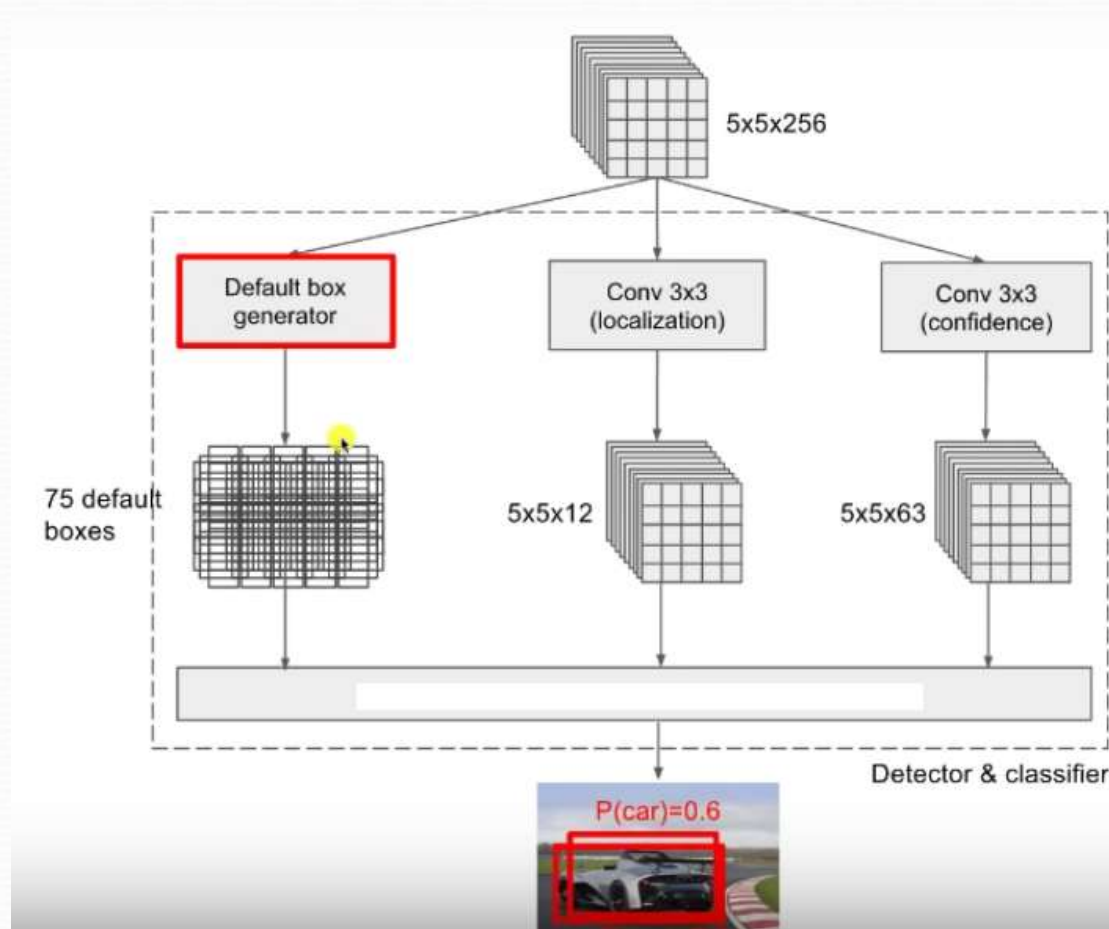 5x5x256
Default box
generator
Conv 3x3
(localization)
Conv 3x3
(confidence)
75 default
boxes
5x5x12
5x5x63
Detector & classifier
P(car)=0.6